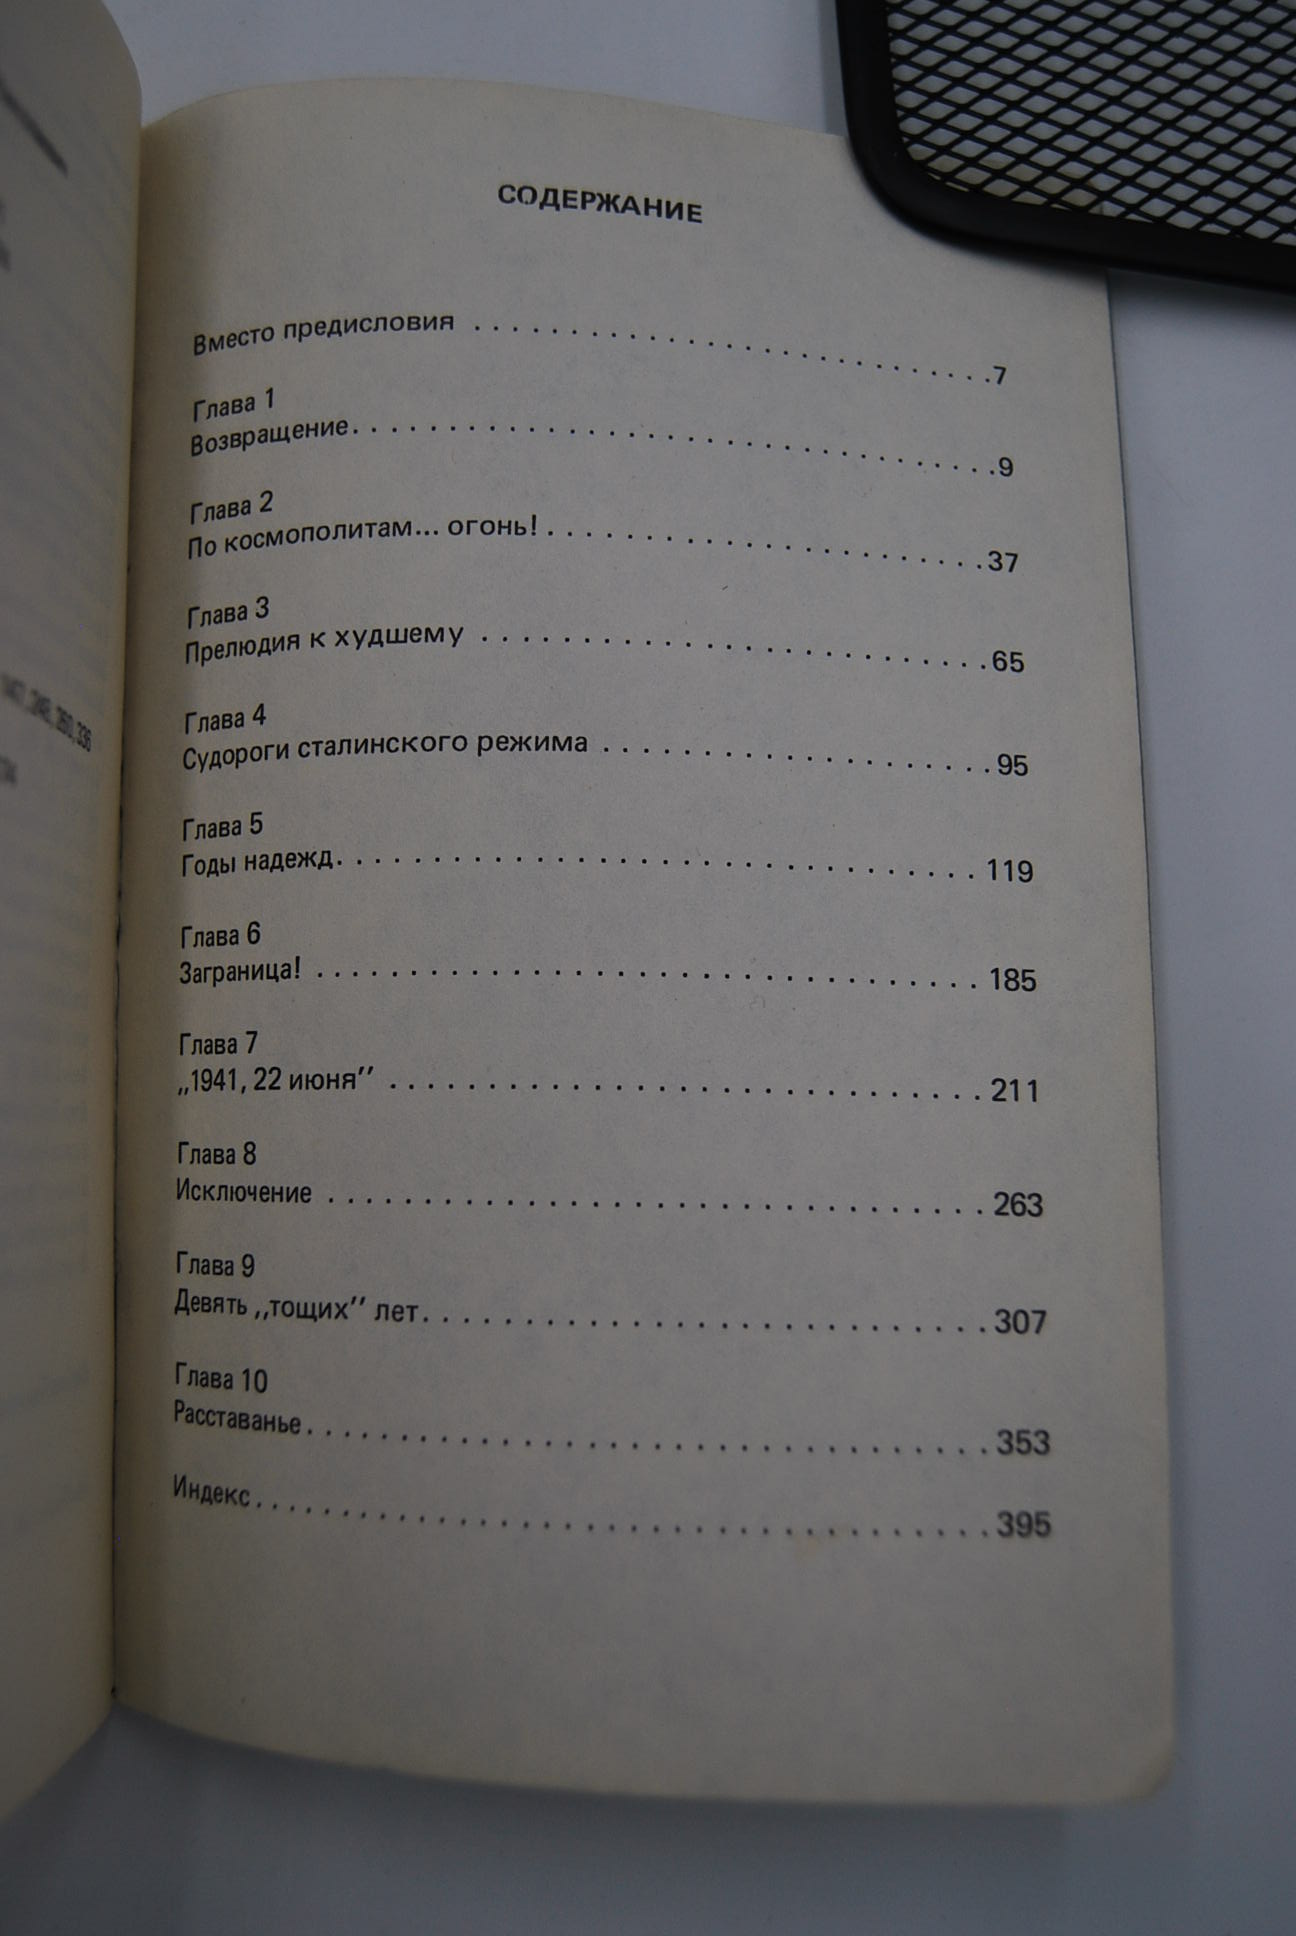 СОДЕРЖАНИЕ
Вместо предисловия . . . . . . . . . . . . . . . . . . . . . . 7
Глава 1
Возвращение. . . . . . . . . . . . . . . . . . . . . . . . . . 9
Глава 2
По космополитам... огонь! . . . . . . . . . . . . . . . . . . 37
Глава 3
Прелюдия к худшему . . . . . . . . . . . . . . . . . . . . 65
Глава 4
Судороги сталинского режима . . . . . . . . . . . . . . . 95
Глава 5
Годы надежд. . . . . . . . . . . . . . . . . . . . . . . . . 119
Глава 6
Заграница! . . . . . . . . . . . . . . . . . . . . . . . . . . 185
Глава 7
,,1941, 22 июня’’ . . . . . . . . . . . . . . . . . . . . . . . 211
Глава 8
Исключение . . . . . . . . . . . . . . . . . . . . . . . . . 263
Глава 9
Девять ,,тощих’’ лет. . . . . . . . . . . . . . . . . . . . . . 307
Глава 10
Расставанье. . . . . . . . . . . . . . . . . . . . . . . . . . 353
Индекс. . . . . . . . . . . . . . . . . . . . . . . . . . . . 395